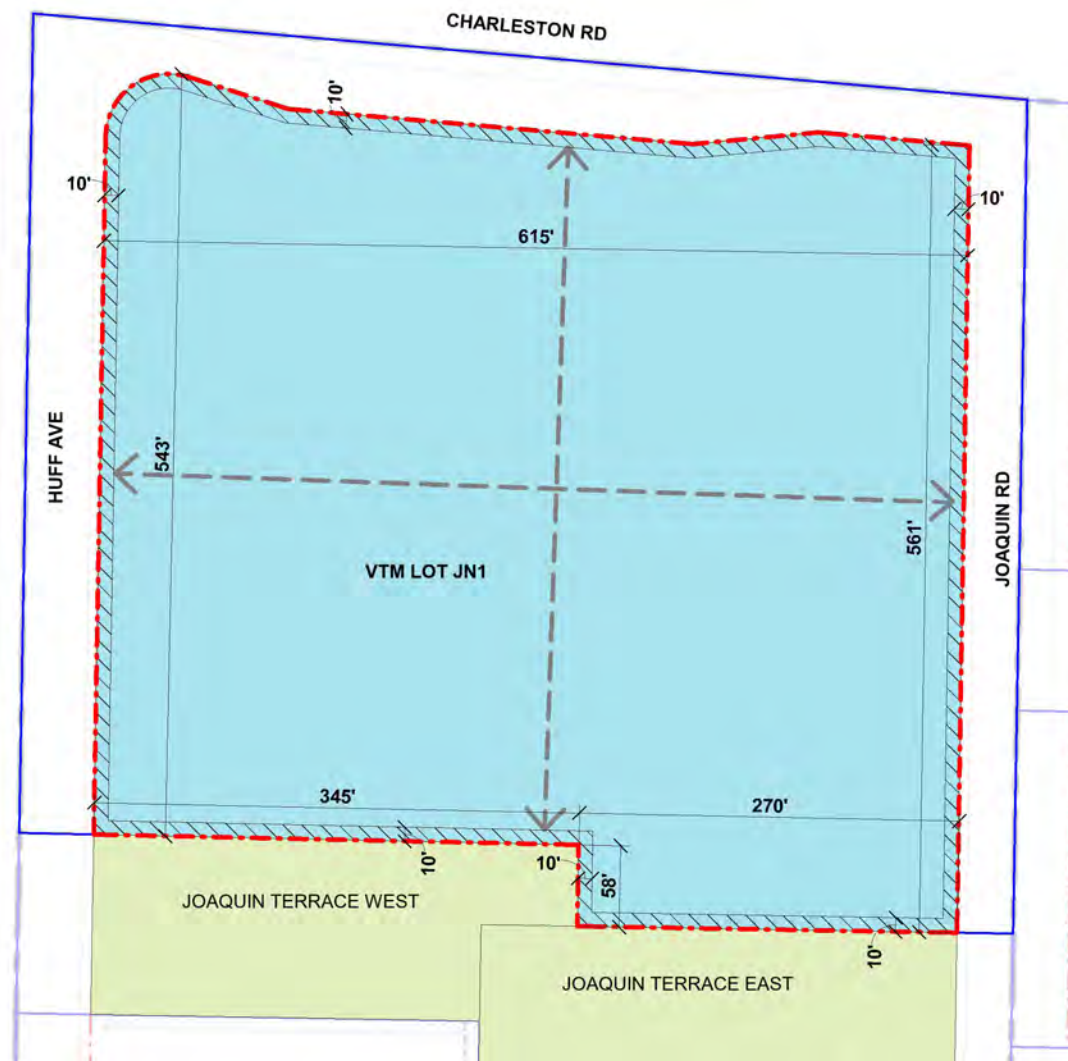 CHARLESTON RD
10'
10'
10'
615'
HUFF AVE
543'
561'
JOAQUIN RD
VTM LOT JN1
345'
270'
10'
10'
58'
10'
JOAQUIN TERRACE WEST
JOAQUIN TERRACE EAST